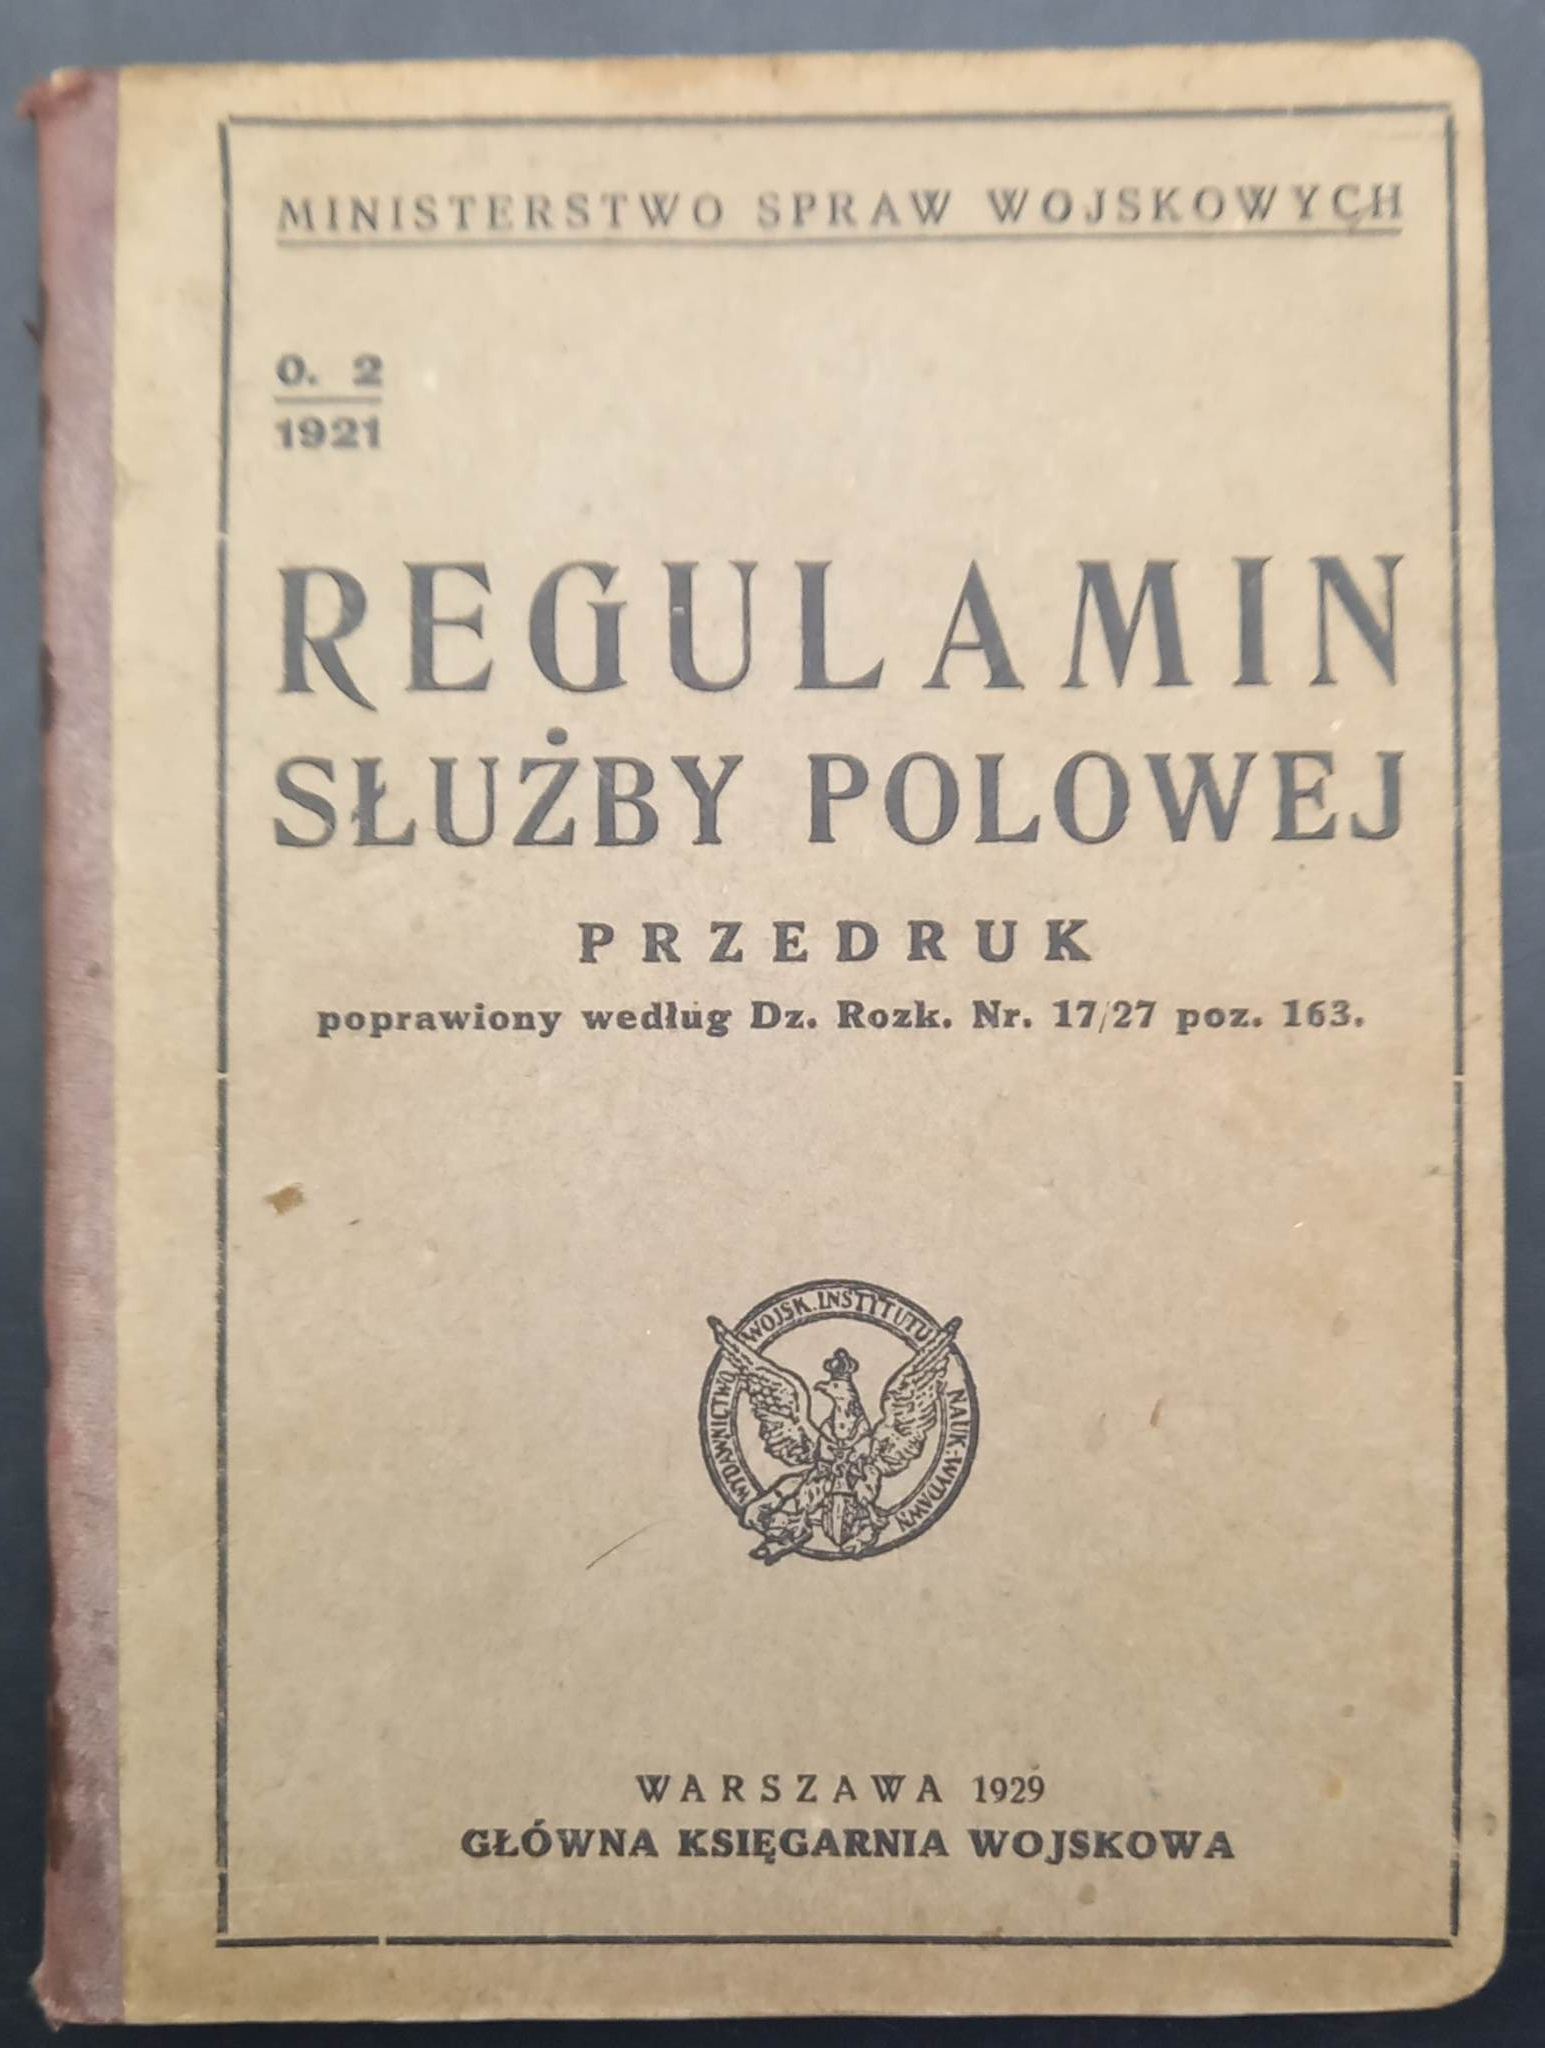 MINISTERSTWO SPRAW WOJSKOWYCH
O. 2
1921
REGULAMIN
SŁUŻBY POLOWEJ
PRZEDRUK
poprawiony według Dz. Rozk. Nr. 17/27 poz. 163.
WYDAWNICTWO WOJSK. INSTYTUTU NAUK.-WYDAWN
WARSZAWA 1929
GŁÓWNA KSIĘGARNIA WOJSKOWA